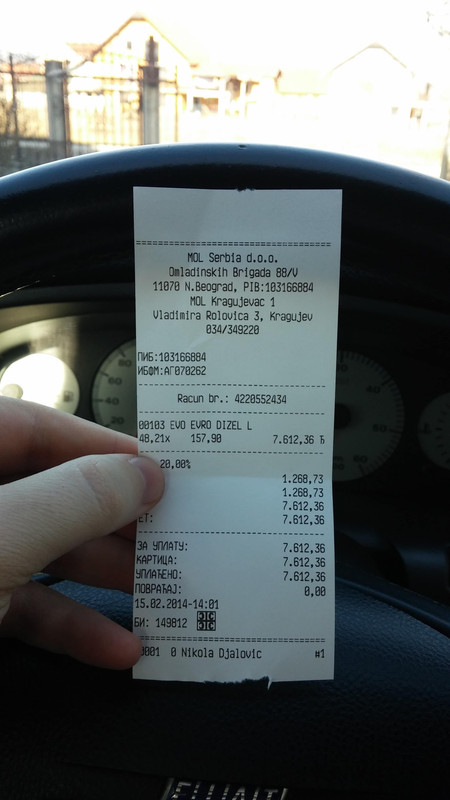 MOL Serbia d.o.o.
Omladinskih Brigada 88/V
11070 N.Beograd, PIB:103166884
MOL Kragujevac 1
Vladimira Rolovica 3, Kragujev
034/349220
ПИБ:103166884
ИБФМ:АГ070262
Racun br.: 4220552434
00103 EVO EVRO DIZEL L
48,21x 157,90 7.612,36 Ђ
20,00%
1.268,73
1.268,73
7.612,36
ЕТ: 7.612,36
ЗА УПЛАТУ: 7.612,36
КАРТИЦА: 7.612,36
УПЛАЋЕНО: 7.612,36
ПОВРАЋАЈ: 0,00
15.02.2014-14:01
БИ: 149812
0001 0 Nikola Djalovic #1
FIAT